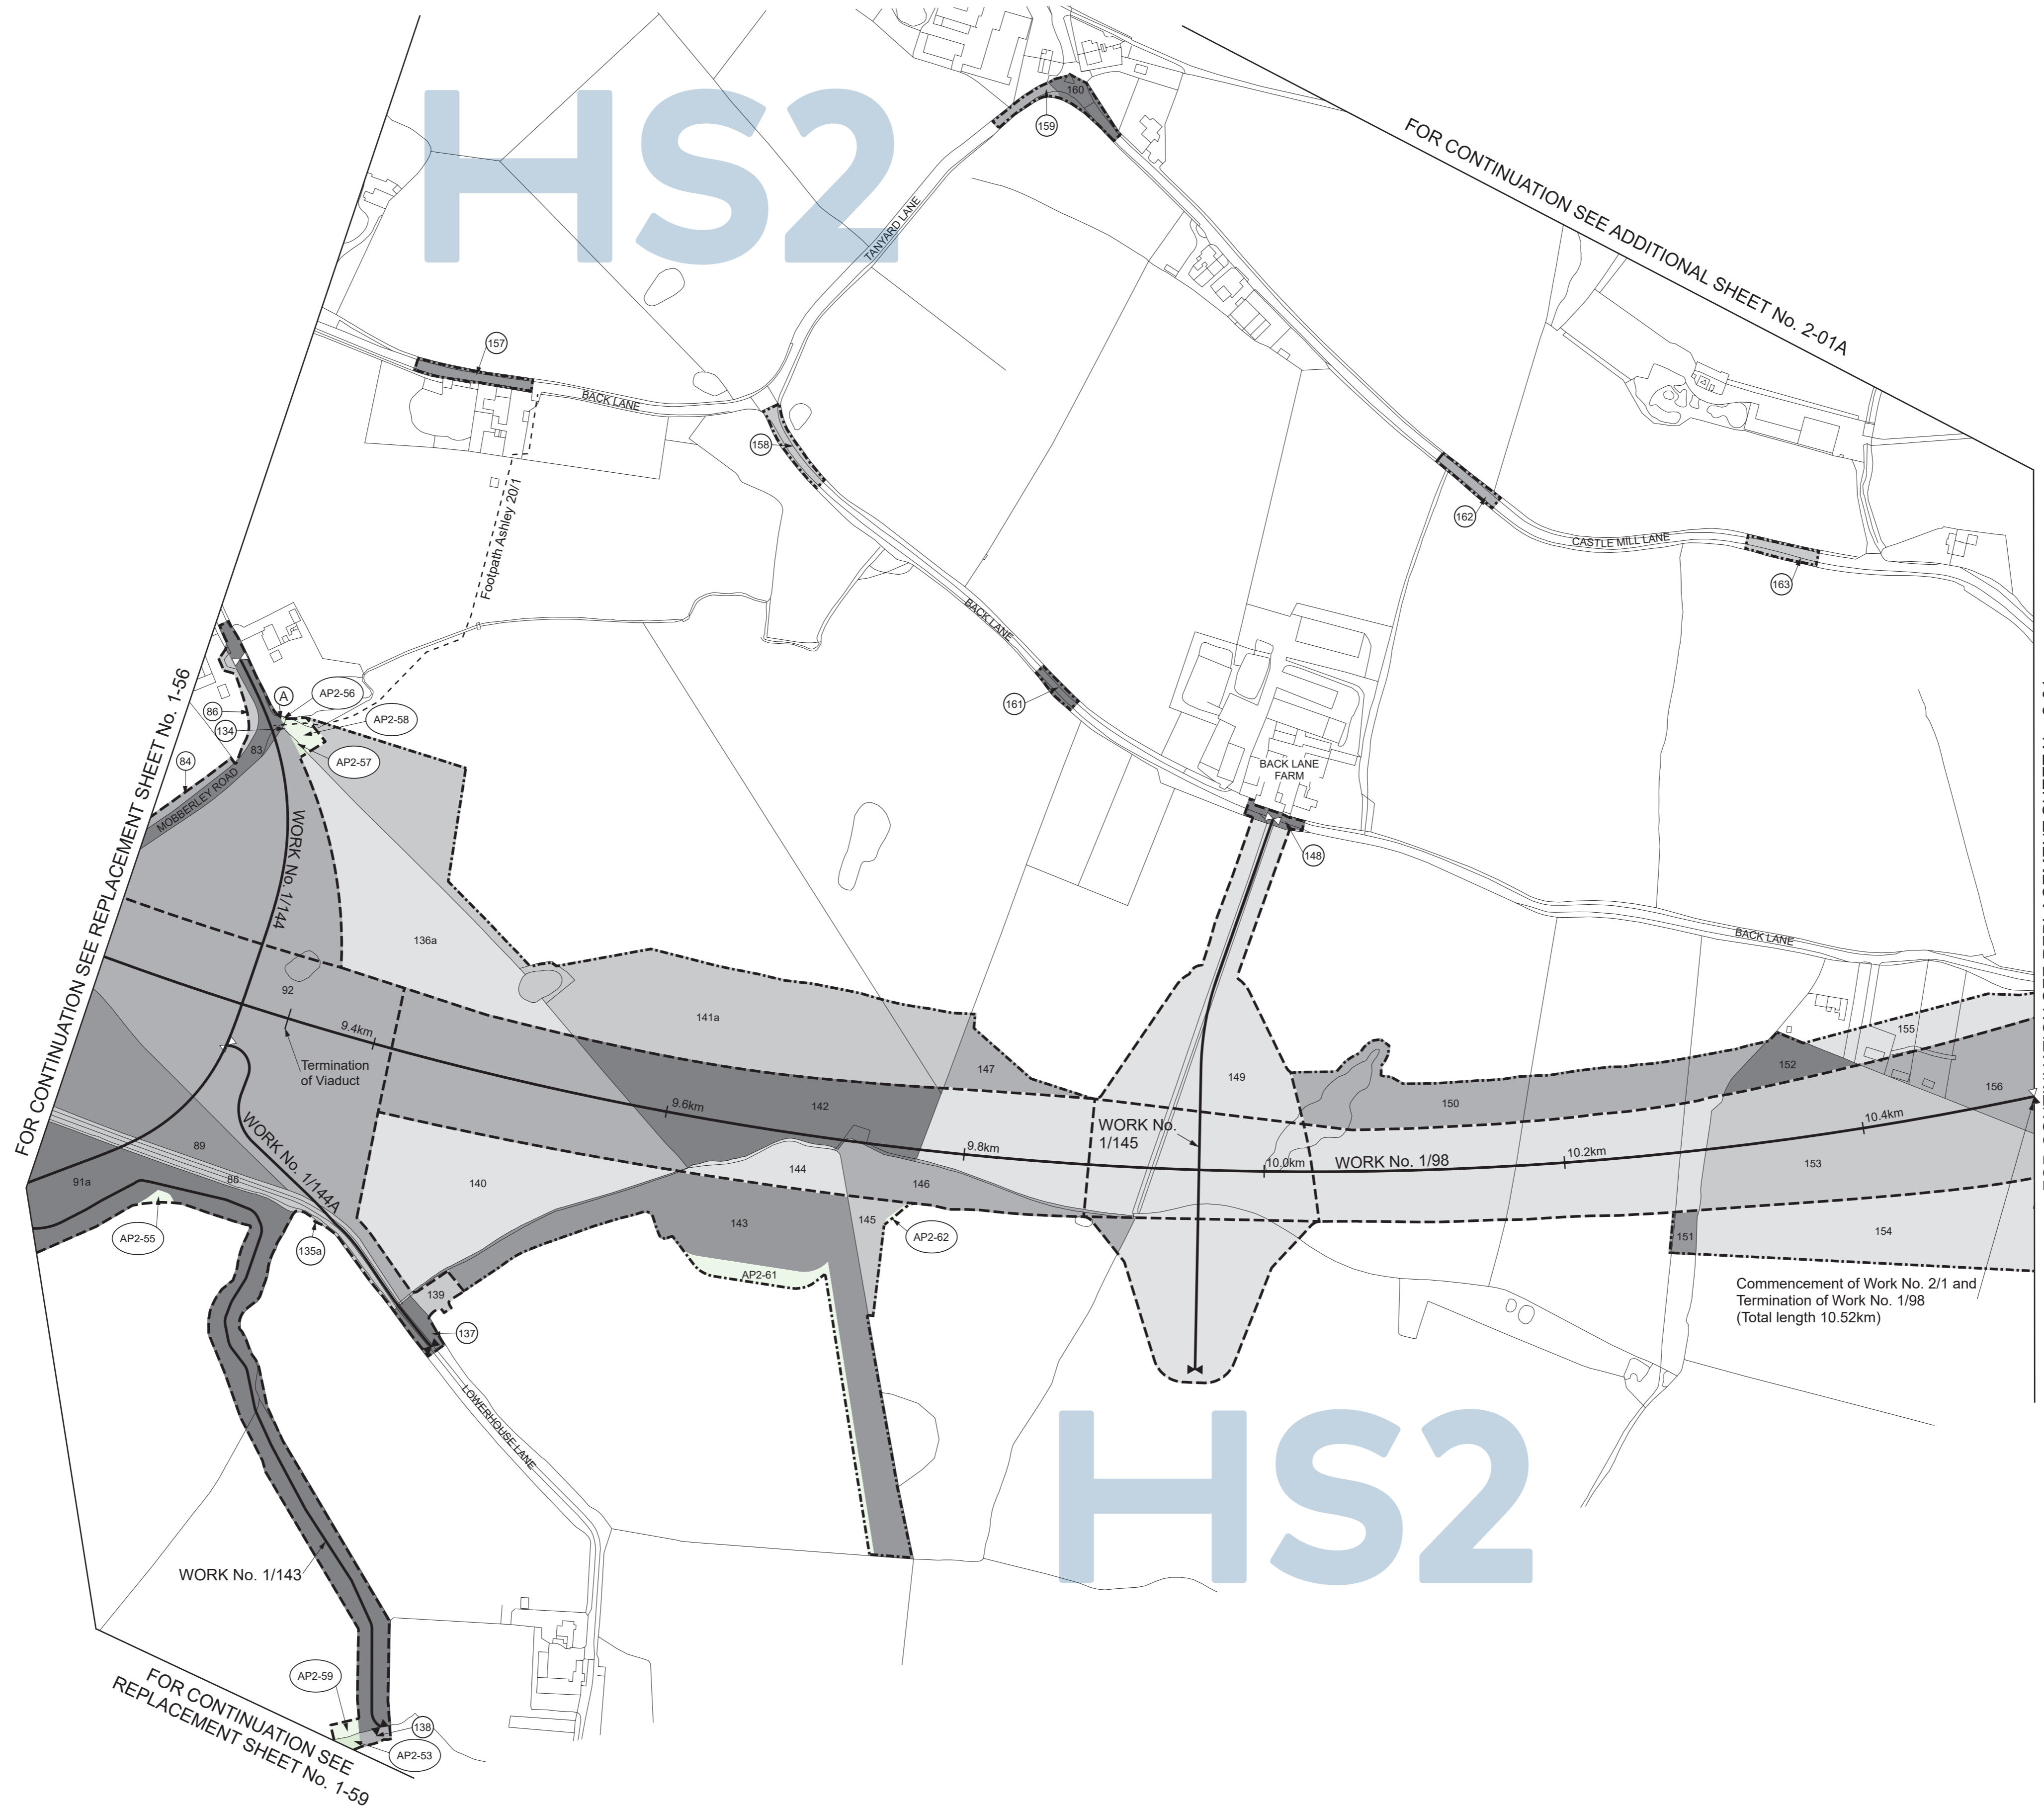 HS2
FOR CONTINUATION SEE ADDITIONAL SHEET No. 2-01A
160
159
TANYARD LANE
157
BACK LANE
158
Footpath Ashley 20/1
162
CASTLE MILL LANE
163
BACK LANE
161
FOR CONTINUATION SEE REPLACEMENT SHEET No. 1-56
A
AP2-56
86
AP2-58
134
83
AP2-57
84
MOBBERLEY ROAD
BACK LANE
FARM
148
WORK No. 1/144
136a
BACK LANE
92
9.4km
141a
Termination
of Viaduct
147
149
155
152
156
150
142
9.6km
10.4km
WORK No.
1/145
9.8km
10.0km
WORK No. 1/98
10.2km
153
89
WORK No. 1/144A
85
91a
140
144
146
143
145
AP2-55
135a
AP2-62
151
154
AP2-61
139
137
Commencement of Work No. 2/1 and
Termination of Work No. 1/98
(Total length 10.52km)
LOWERHOUSE LANE
HS2
WORK No. 1/143
AP2-59
138
AP2-53
FOR CONTINUATION SEE
REPLACEMENT SHEET No. 1-59